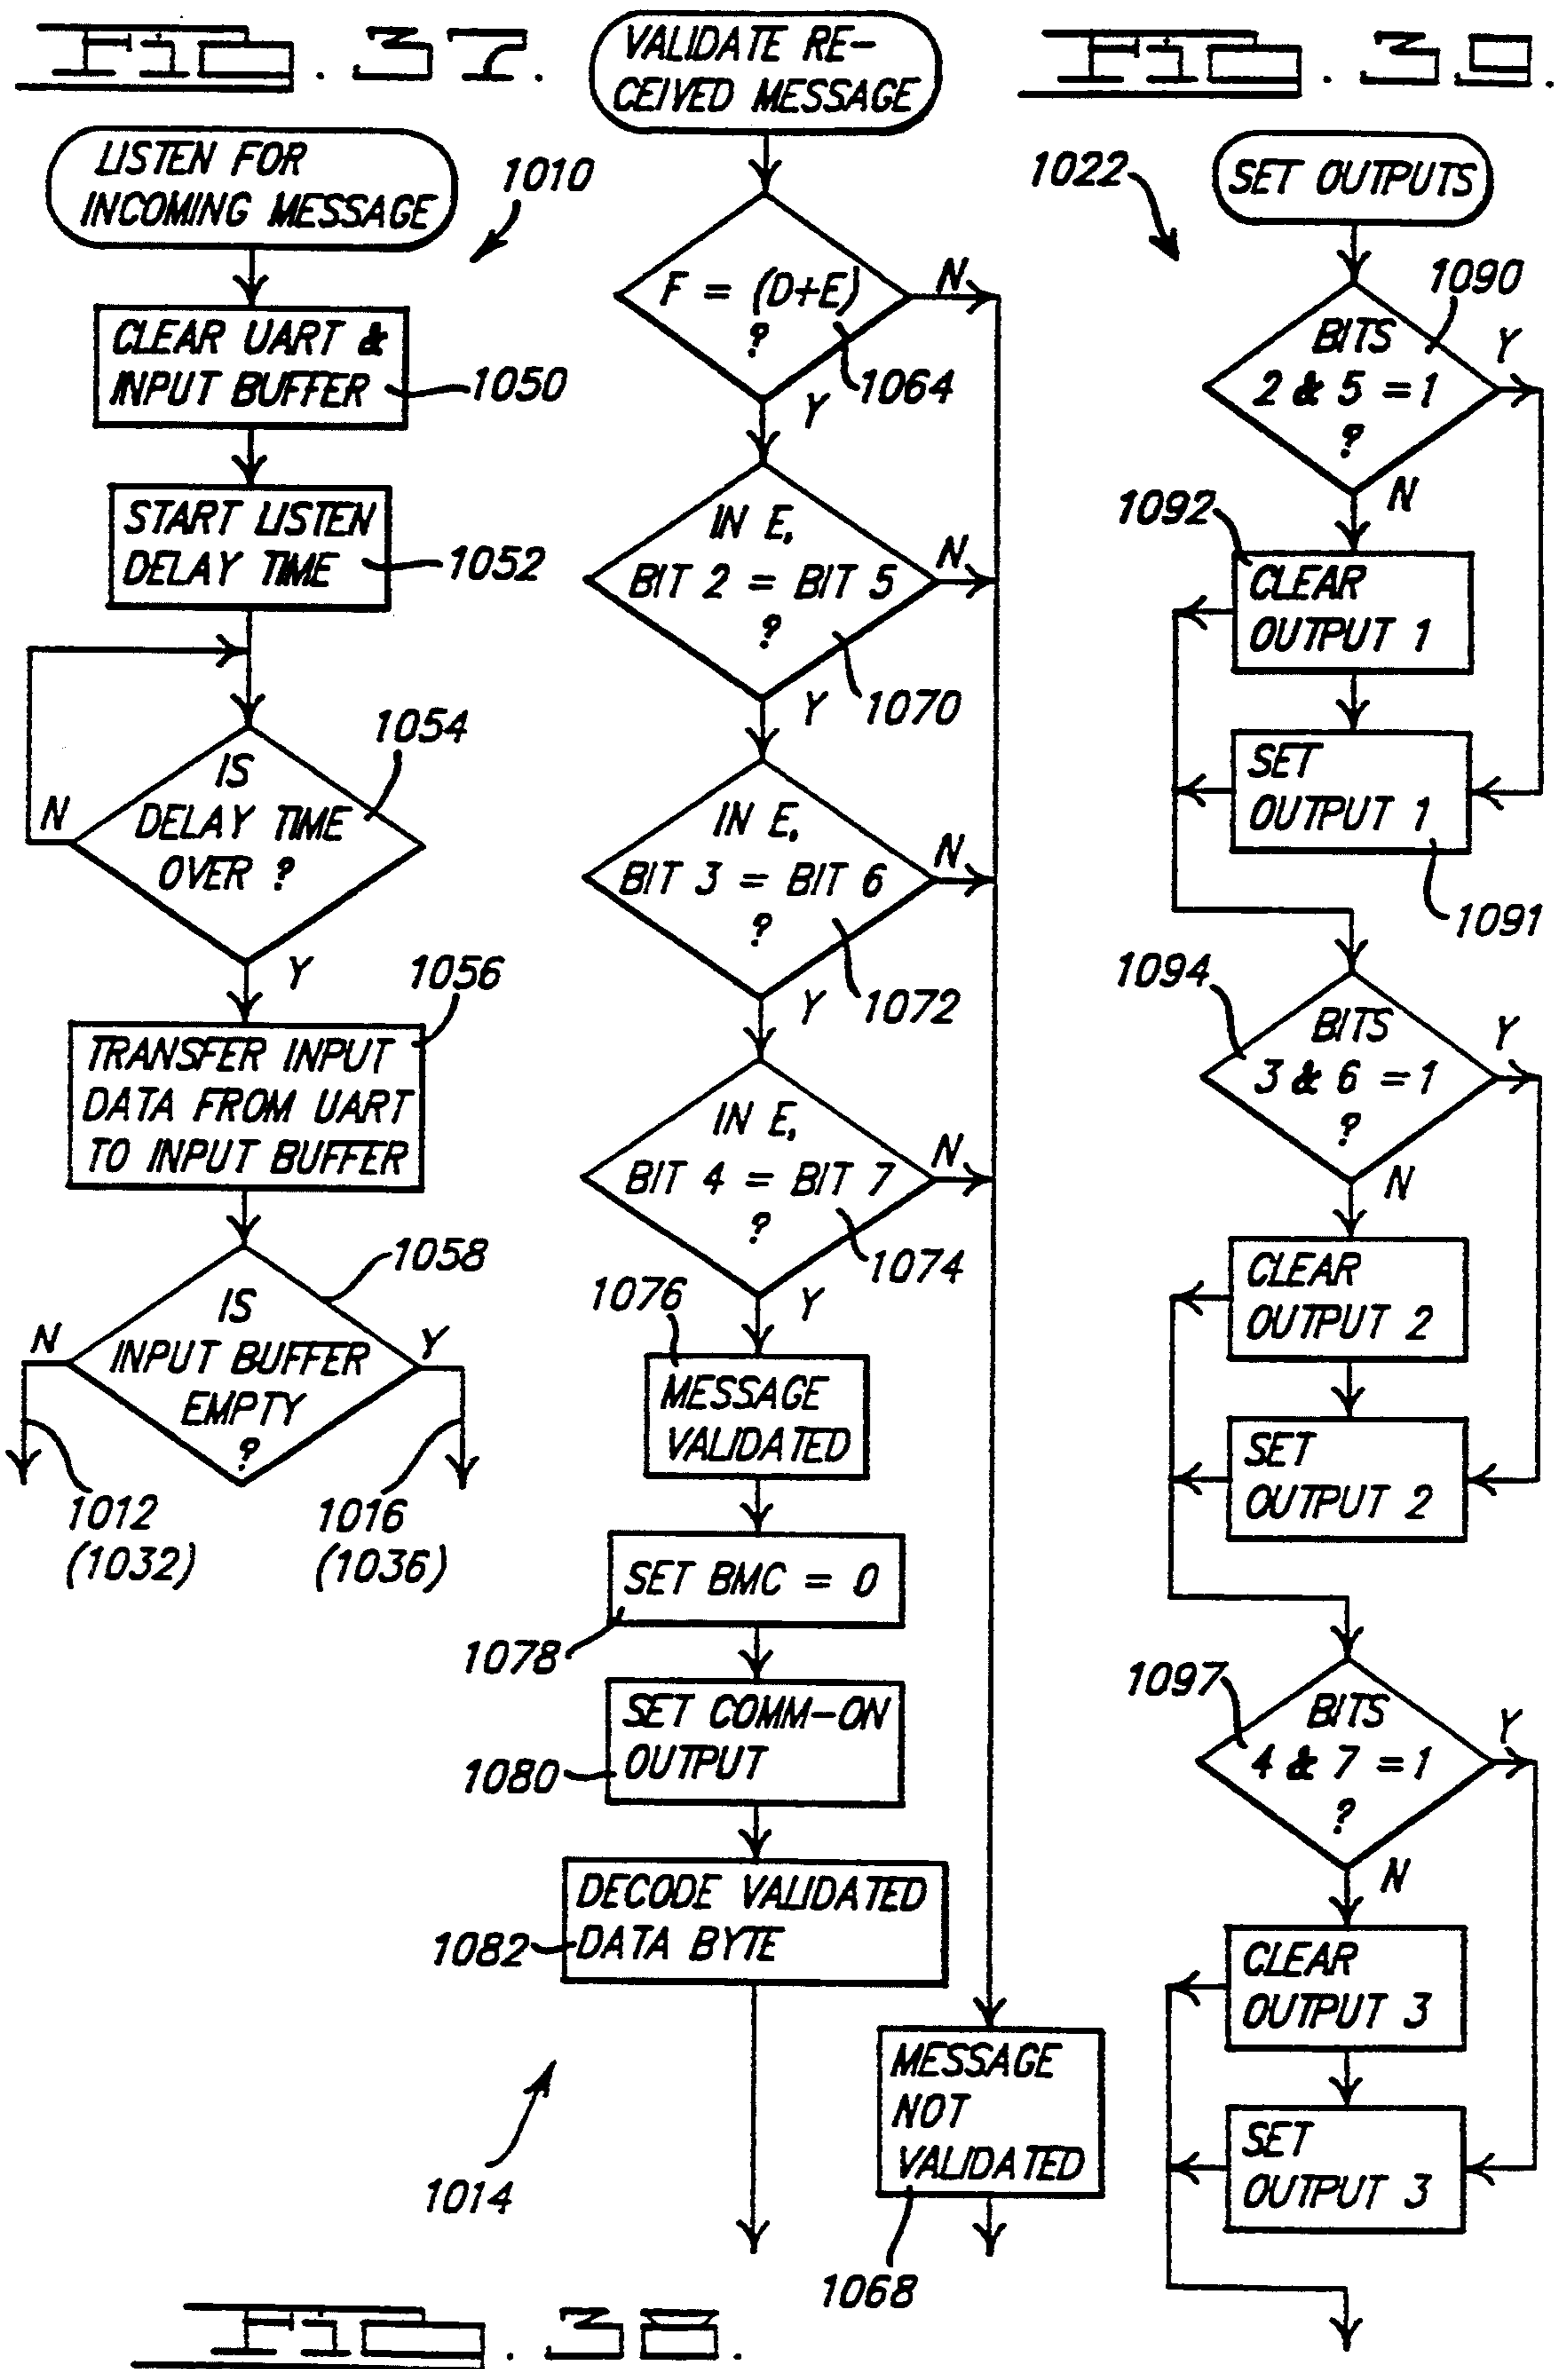 FIG. 37.
LISTEN FOR
INCOMING MESSAGE
1010
CLEAR UART &
INPUT BUFFER
1050
START LISTEN
DELAY TIME
1052
1054
IS
DELAY TIME
OVER ?
N
Y
1056
TRANSFER INPUT
DATA FROM UART
TO INPUT BUFFER
1058
IS
INPUT BUFFER
EMPTY
?
N
Y
1012
(1032)
1016
(1036)
VALIDATE RE-
CEIVED MESSAGE
F = (D+E)
?
N
1064
Y
IN E,
BIT 2 = BIT 5
?
N
1070
Y
IN E,
BIT 3 = BIT 6
?
N
1072
Y
IN E,
BIT 4 = BIT 7
?
N
1074
Y
1076
MESSAGE
VALIDATED
SET BMC = 0
1078
SET COMM-ON
OUTPUT
1080
DECODE VALIDATED
DATA BYTE
1082
MESSAGE
NOT
VALIDATED
1014
1068
FIG. 38.
FIG. 39.
1022
SET OUTPUTS
1090
BITS
2 & 5 = 1
?
Y
N
1092
CLEAR
OUTPUT 1
SET
OUTPUT 1
1091
1094
BITS
3 & 6 = 1
?
Y
N
CLEAR
OUTPUT 2
SET
OUTPUT 2
1097
BITS
4 & 7 = 1
?
Y
N
CLEAR
OUTPUT 3
SET
OUTPUT 3